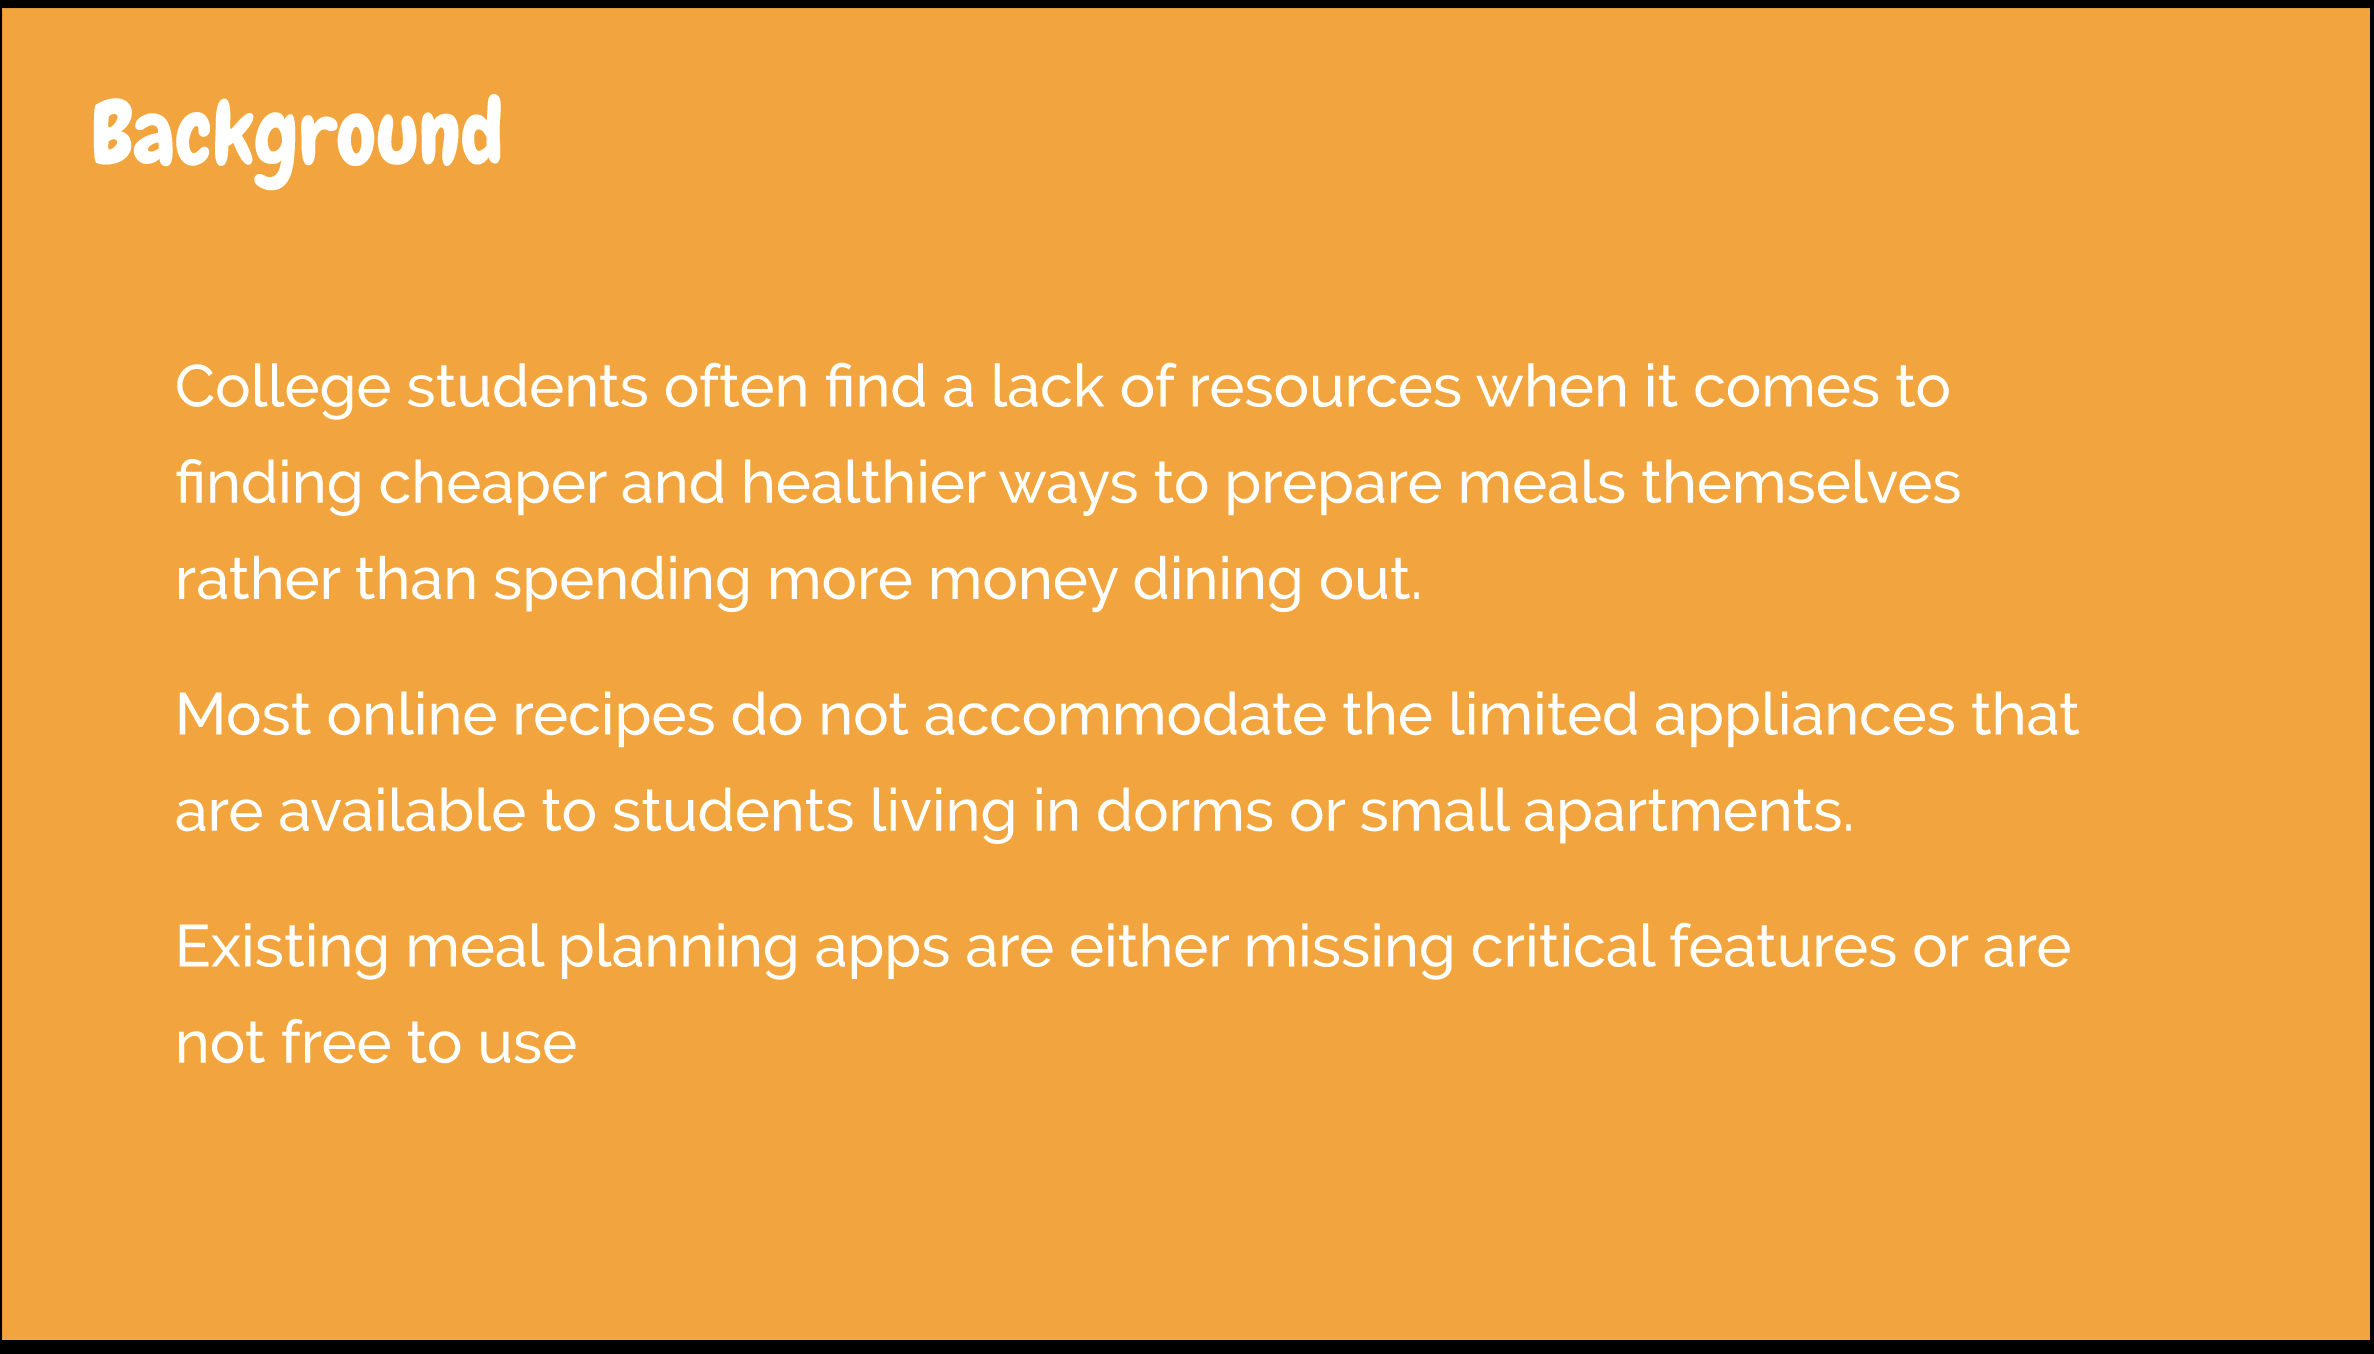 Background
College students often find a lack of resources when it comes to
finding cheaper and healthier ways to prepare meals themselves
rather than spending more money dining out.
Most online recipes do not accommodate the limited appliances that
are available to students living in dorms or small apartments.
Existing meal planning apps are either missing critical features or are
not free to use